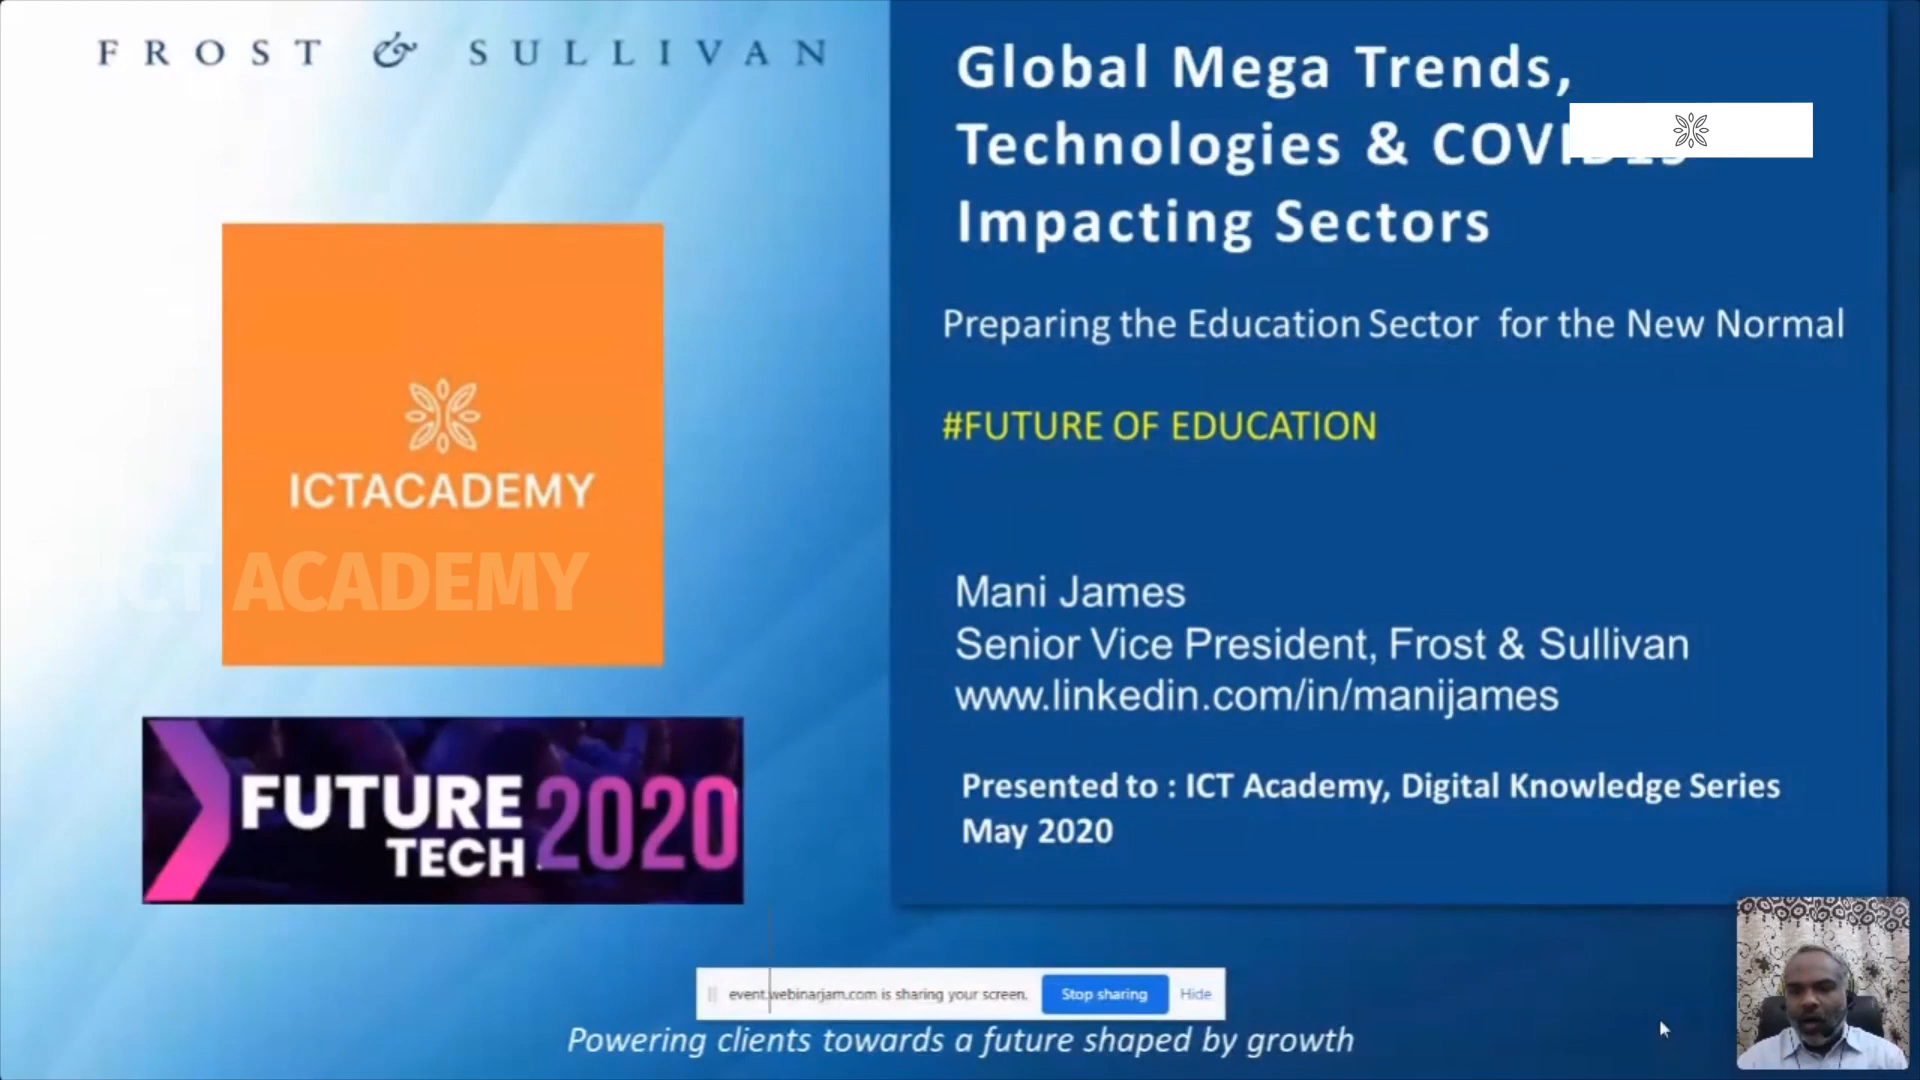 FROST & SULLIVAN
Global Mega Trends,
Technologies & COVID19
Impacting Sectors
Preparing the Education Sector for the New Normal
#FUTURE OF EDUCATION
ICTACADEMY
ICT ACADEMY
Mani James
Senior Vice President, Frost & Sullivan
www.linkedin.com/in/manijames
Presented to : ICT Academy, Digital Knowledge Series
May 2020
FUTURE
TECH 2020
event.webinarjam.com is sharing your screen.
Stop sharing
Hide
Powering clients towards a future shaped by growth